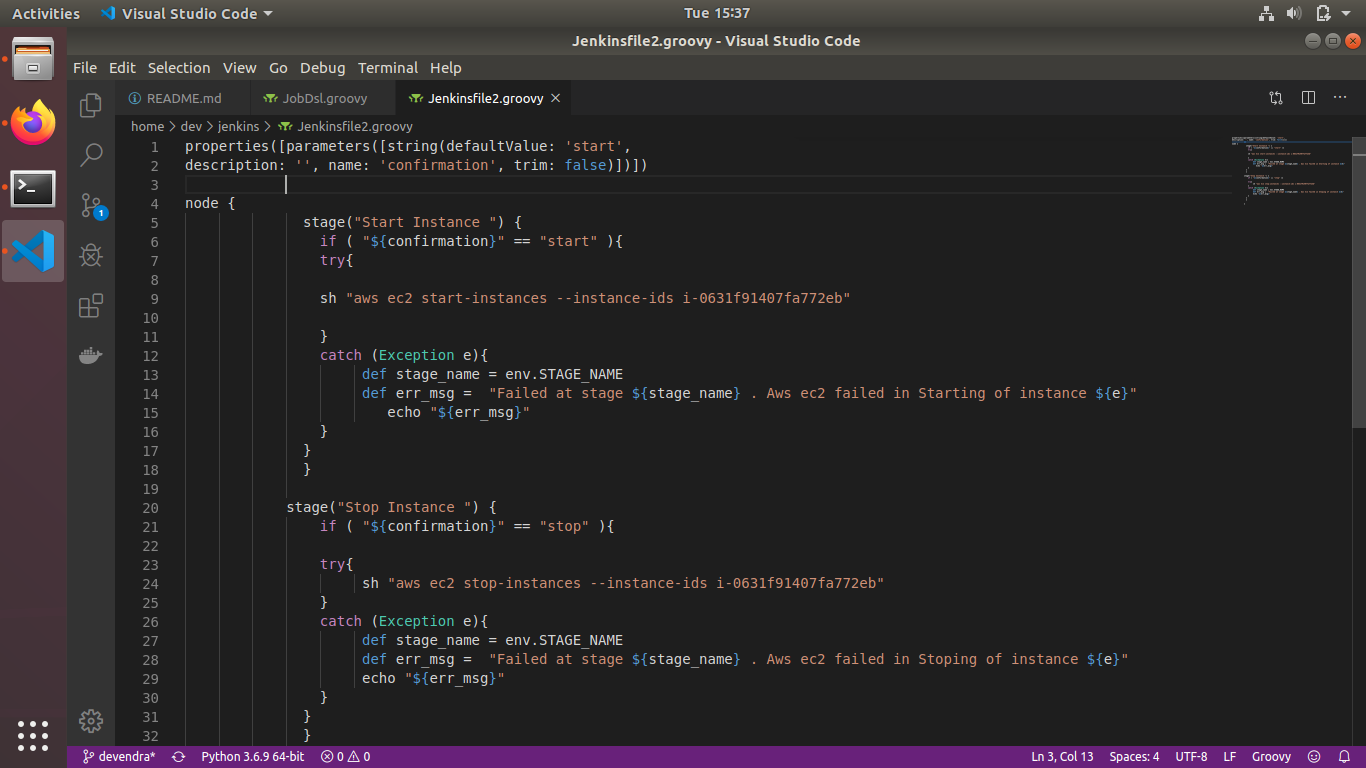 Activities Visual Studio Code Tue 15:37
Jenkinsfile2.groovy - Visual Studio Code
File Edit Selection View Go Debug Terminal Help
README.md JobDsl.groovy Jenkinsfile2.groovy
home > dev > jenkins > Jenkinsfile2.groovy
1 properties([parameters([string(defaultValue: 'start',
2 description: '', name: 'confirmation', trim: false)])])
3
4 node {
5 stage("Start Instance ") {
6 if ( "${confirmation}" == "start" ){
7 try{
8
9 sh "aws ec2 start-instances --instance-ids i-0631f91407fa772eb"
10
11 }
12 catch (Exception e){
13 def stage_name = env.STAGE_NAME
14 def err_msg =  "Failed at stage ${stage_name} . Aws ec2 failed in Starting of instance ${e}"
15 echo "${err_msg}"
16 }
17 }
18 }
19
20 stage("Stop Instance ") {
21 if ( "${confirmation}" == "stop" ){
22
23 try{
24 sh "aws ec2 stop-instances --instance-ids i-0631f91407fa772eb"
25 }
26 catch (Exception e){
27 def stage_name = env.STAGE_NAME
28 def err_msg =  "Failed at stage ${stage_name} . Aws ec2 failed in Stoping of instance ${e}"
29 echo "${err_msg}"
30 }
31 }
32 }
1
devendra* Python 3.6.9 64-bit 0 0 Ln 3, Col 13 Spaces: 4 UTF-8 LF Groovy